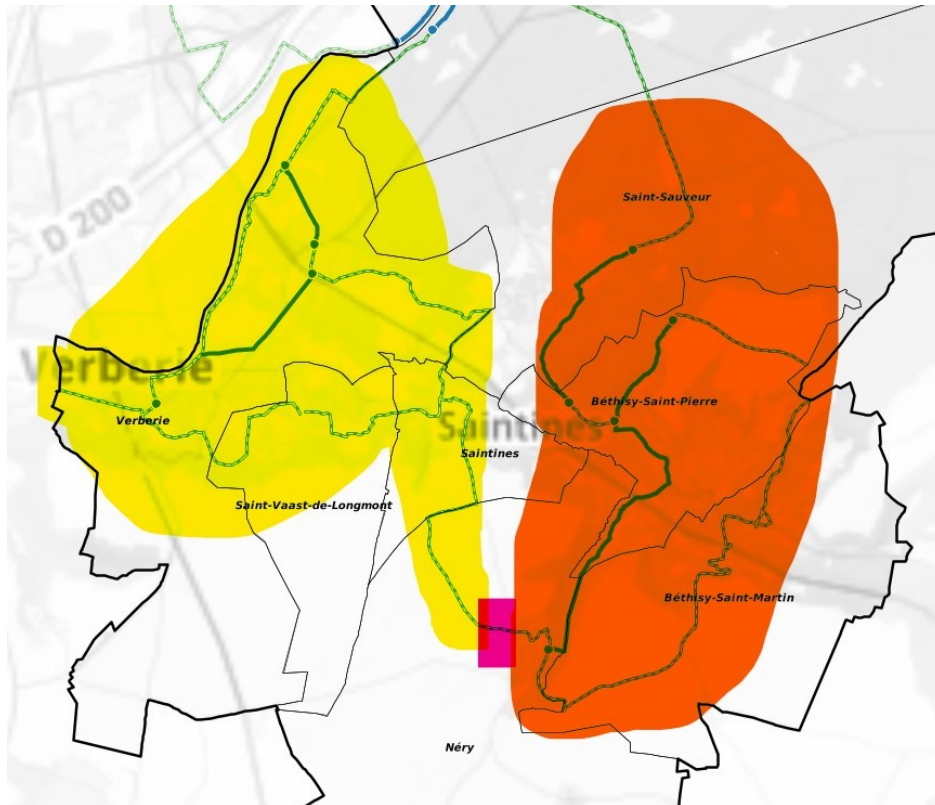 Saint-Sauveur
D 200
Verberie
Béthisy-Saint-Pierre
Verberie
Saintines
Saintines
Saint-Vaast-de-Longmont
Béthisy-Saint-Martin
Néry